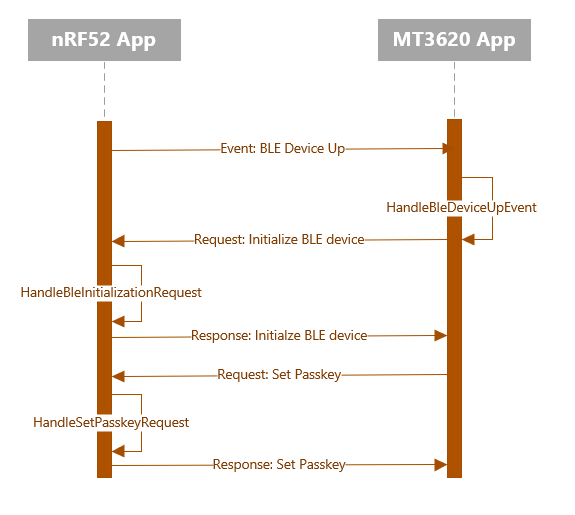 nRF52 App
MT3620 App
Event: BLE Device Up
HandleBleDeviceUpEvent
Request: Initialize BLE device
HandleBleInitializationRequest
Response: Initialze BLE device
Request: Set Passkey
HandleSetPasskeyRequest
Response: Set Passkey